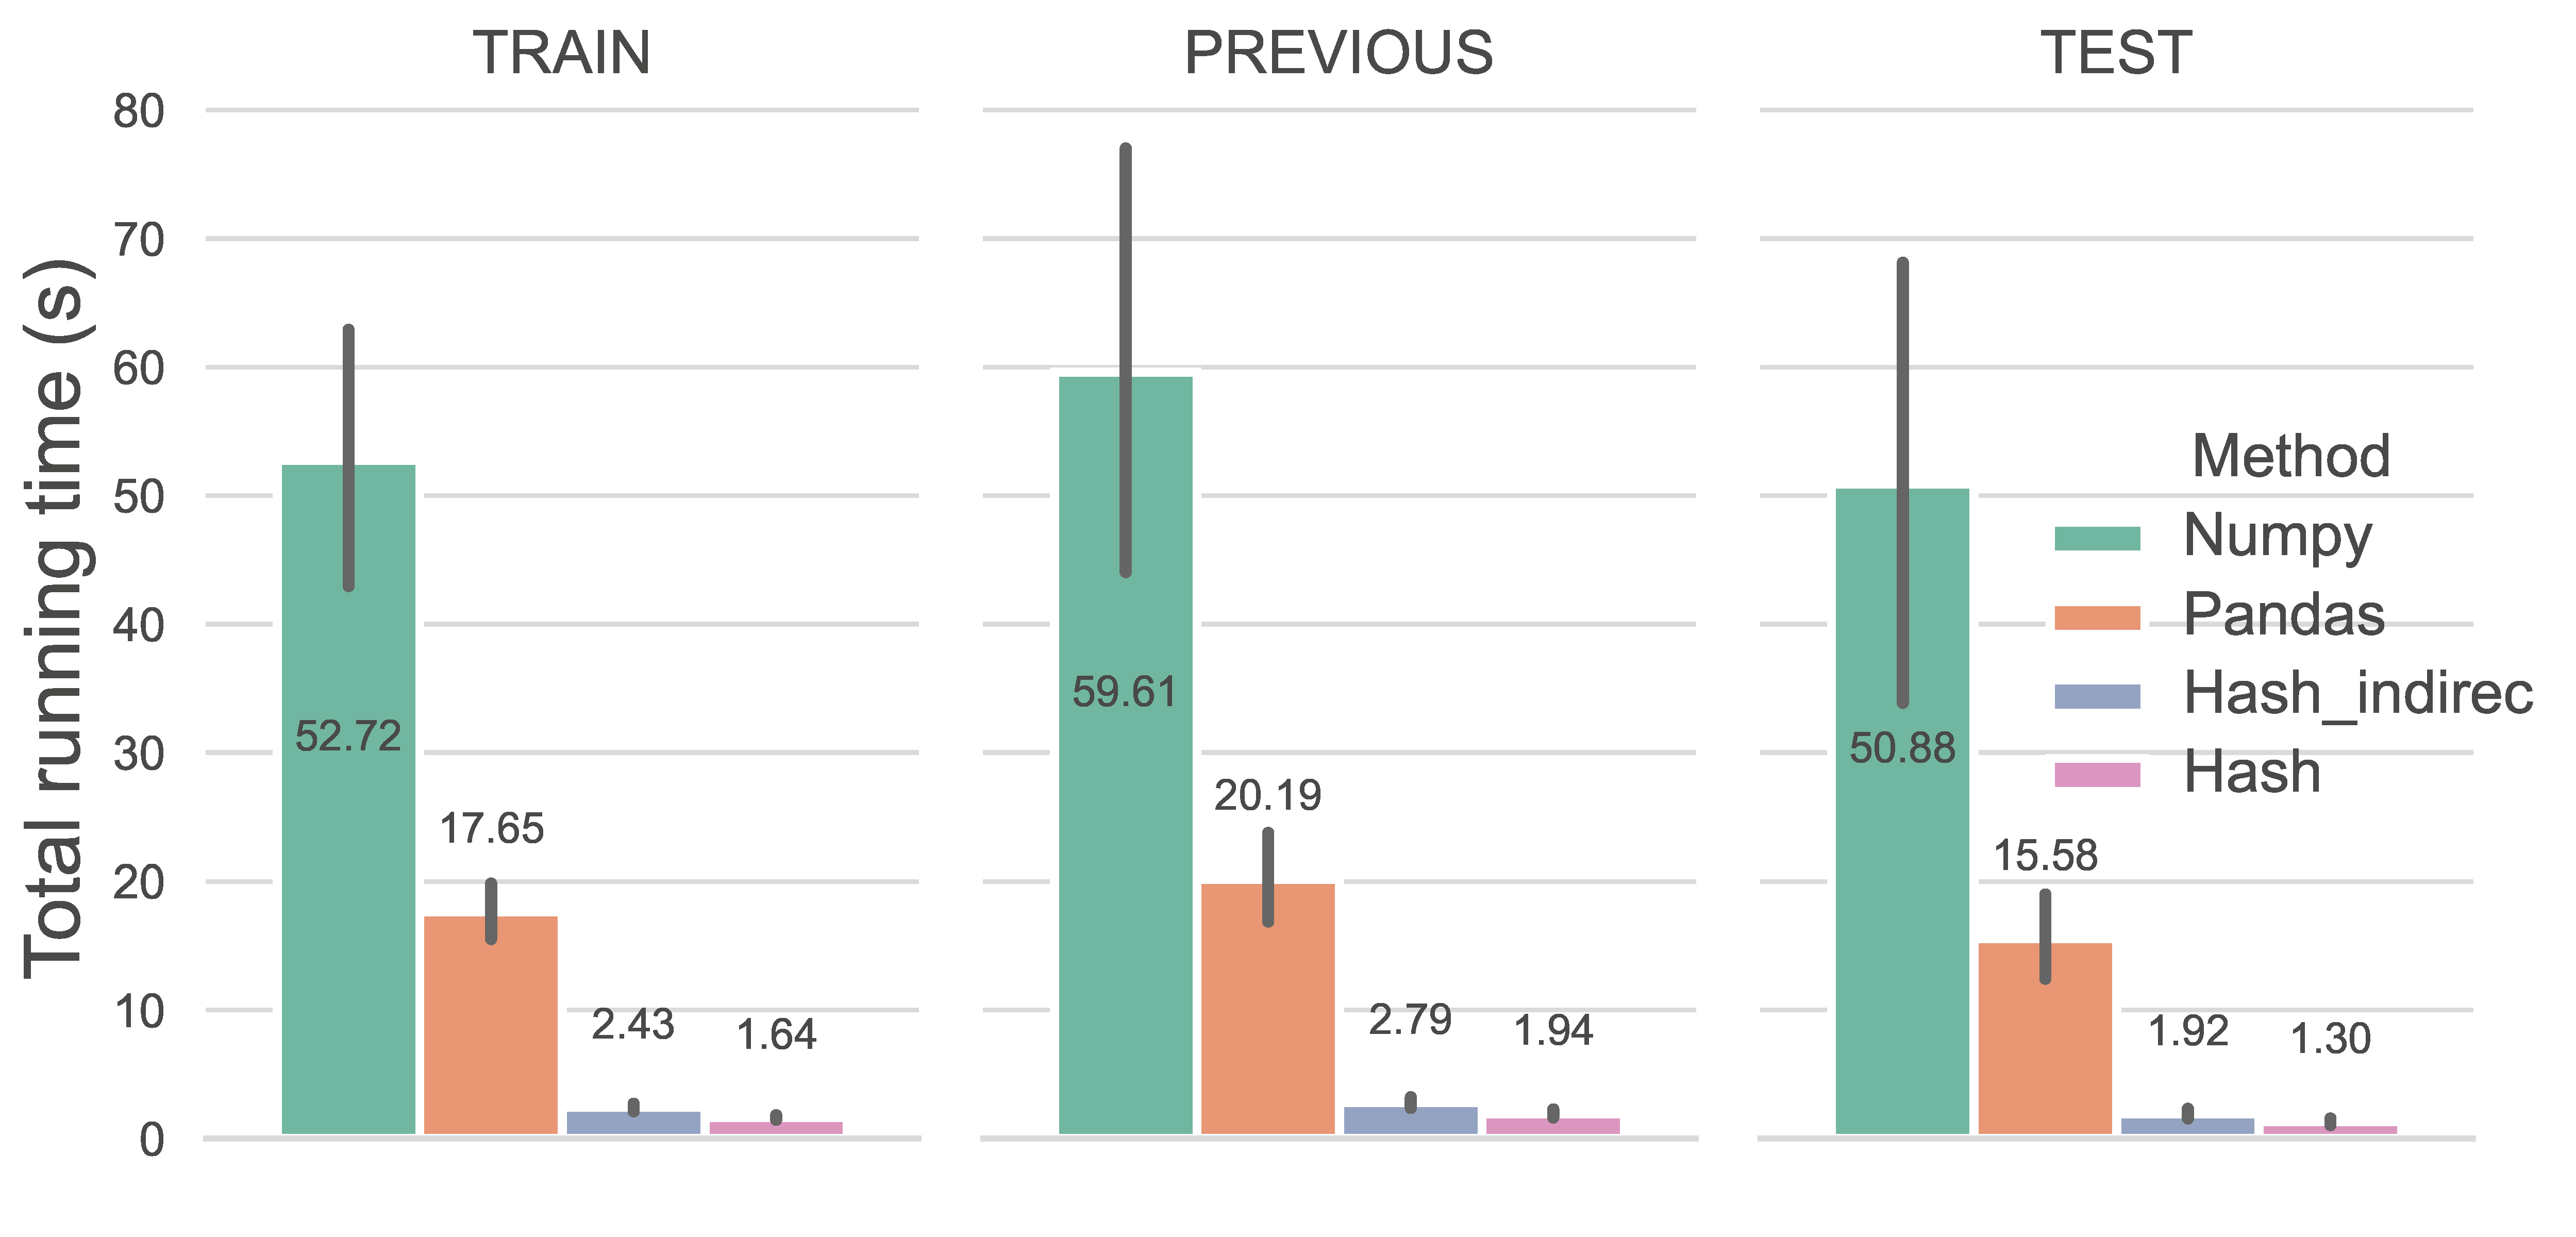 TRAIN
PREVIOUS
TEST
Total running time (s)
80
70
60
50
40
30
20
10
0
52.72
17.65
2.43
1.64
59.61
20.19
2.79
1.94
50.88
15.58
1.92
1.30
Method
Numpy
Pandas
Hash_indirec
Hash